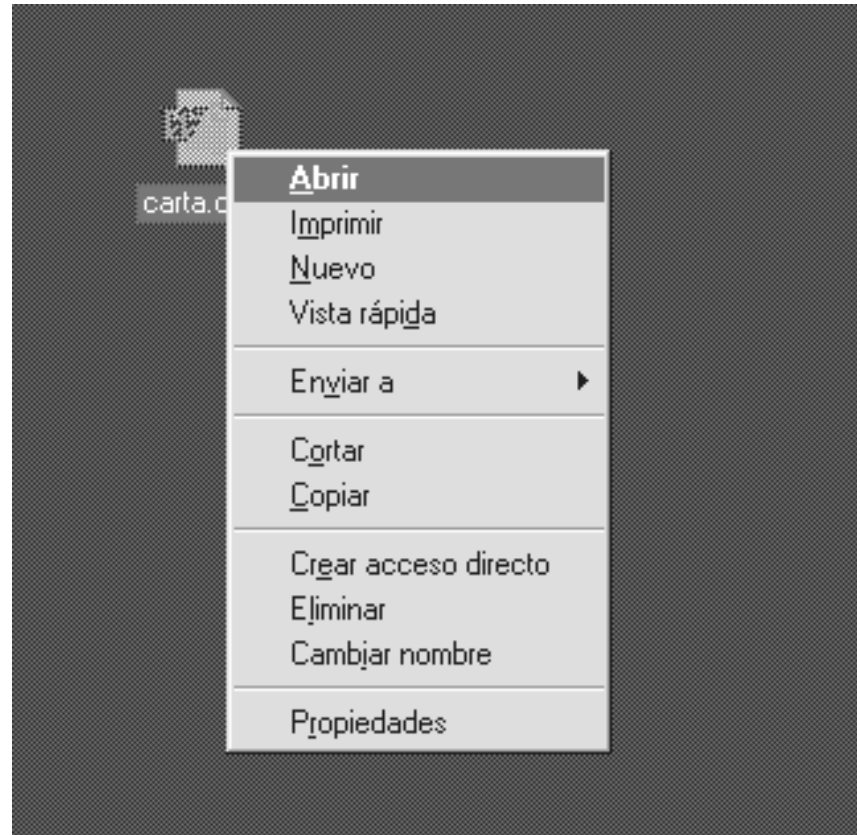 carta.d
Abrir
Imprimir
Nuevo
Vista rápida
Enviar a
Cortar
Copiar
Crear acceso directo
Eliminar
Cambiar nombre
Propiedades